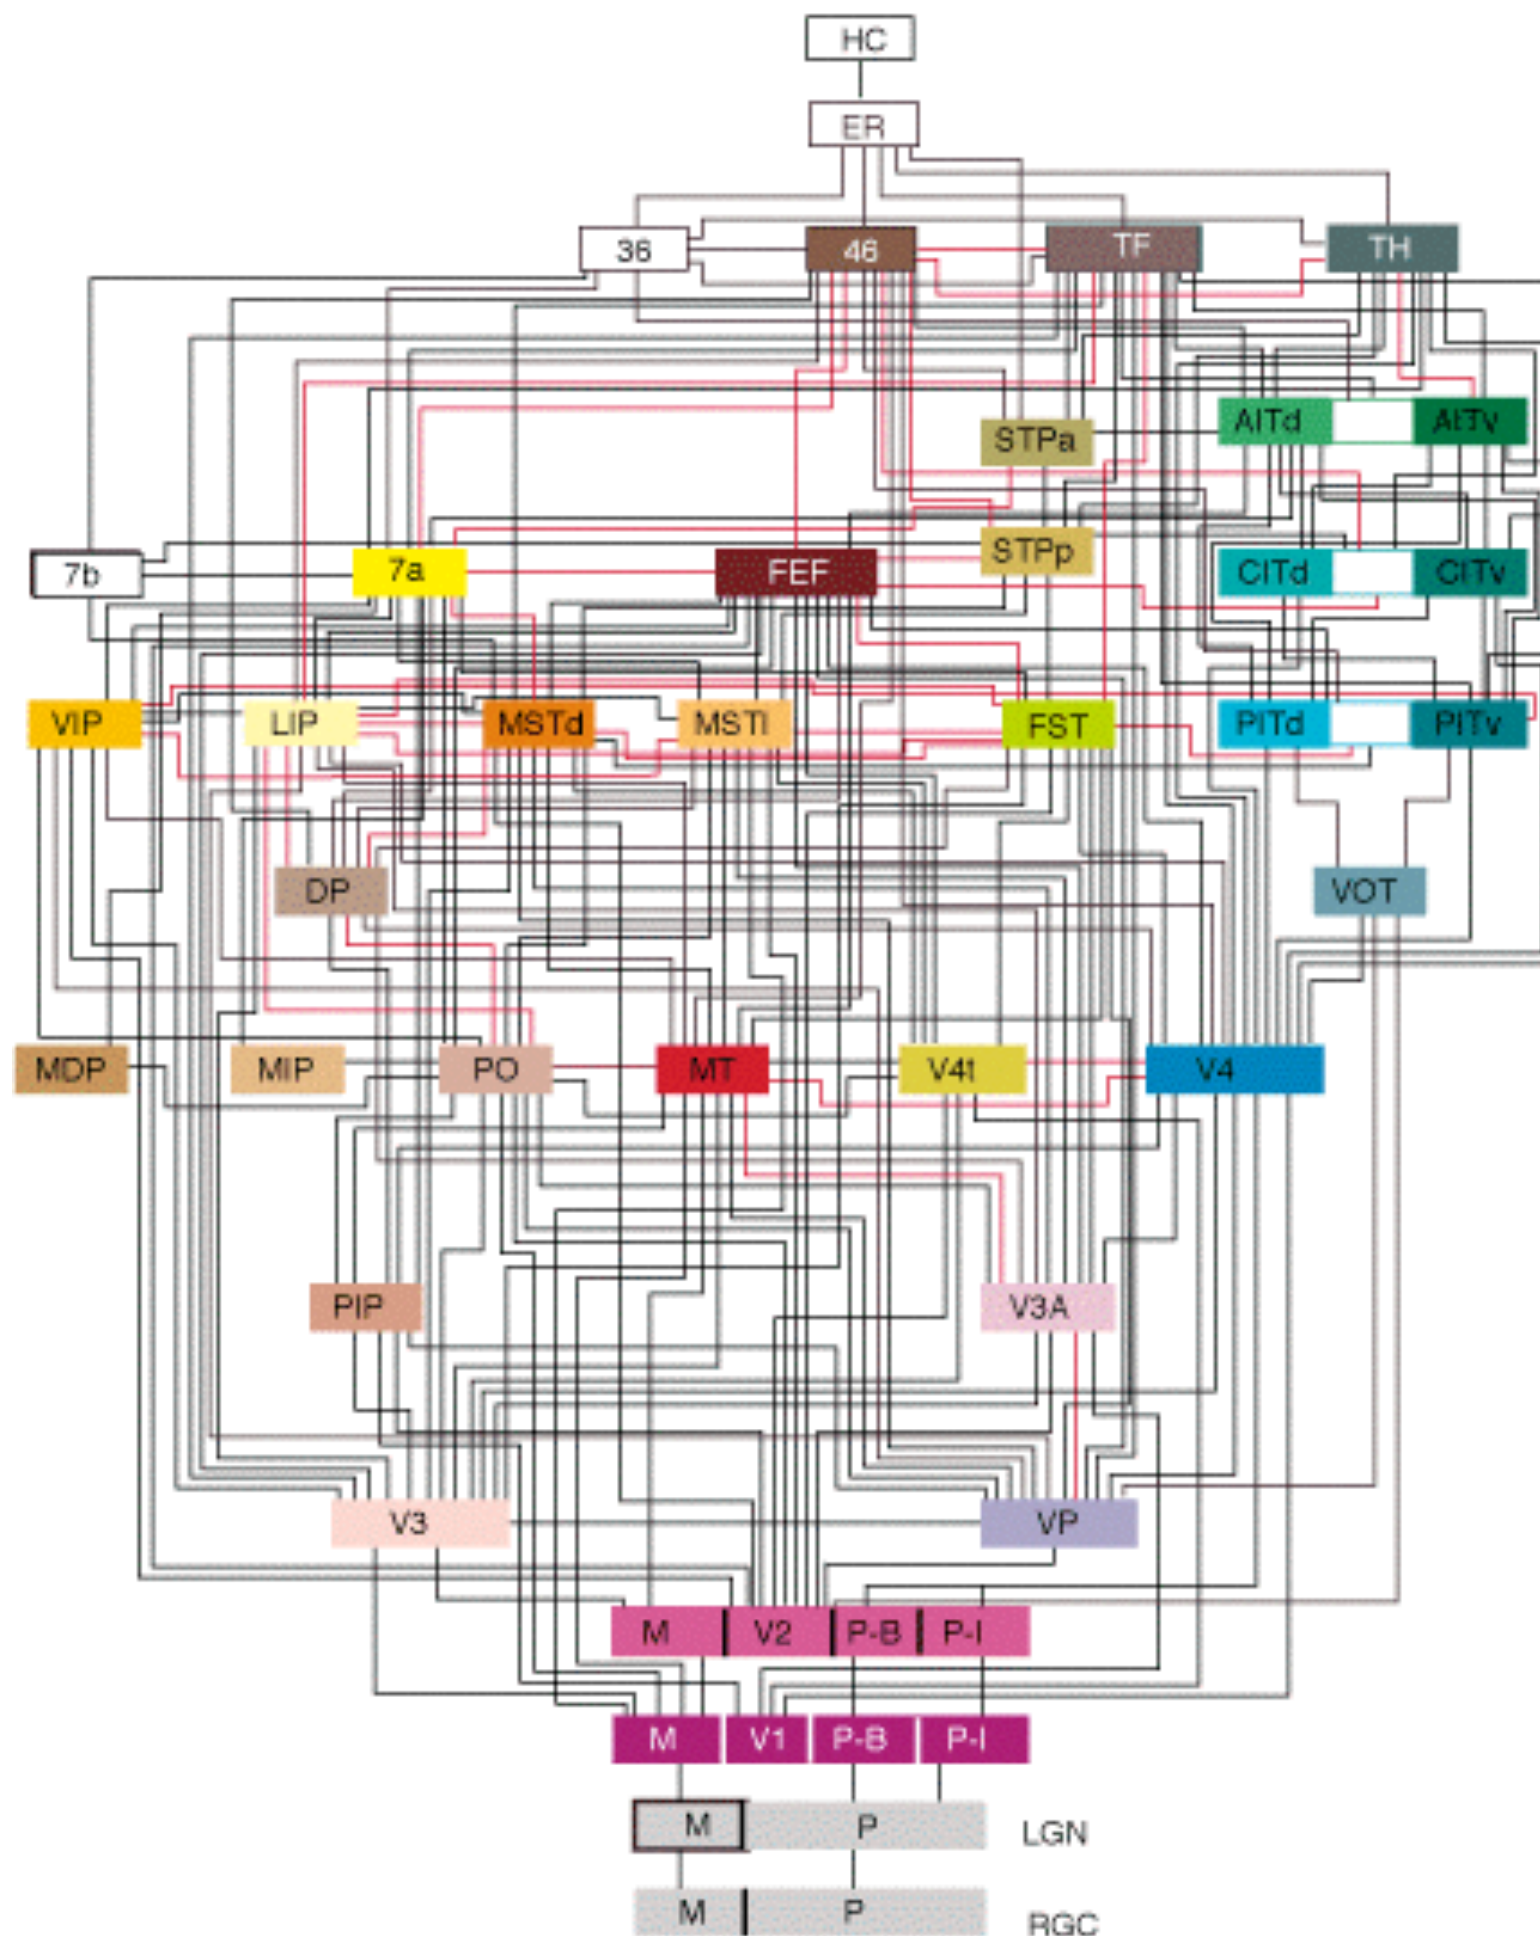 HC
ER
36 46 TF TH
STPa AITd AITv
7b 7a FEF STPp CITd CITv
VIP LIP MSTd MSTl FST PITd PITv
DP VOT
MDP MIP PO MT V4t V4
PIP V3A
V3 VP
M V2 P-B P-I
M V1 P-B P-I
M P LGN
M P RGC